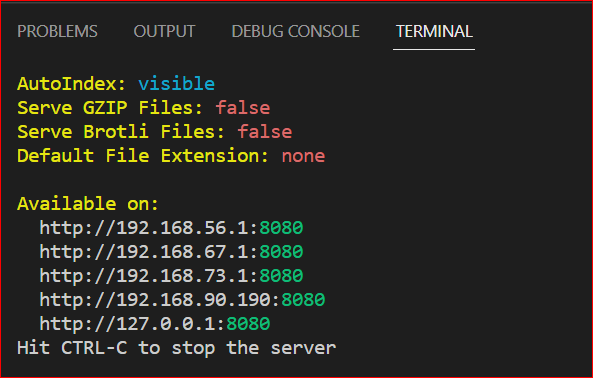 PROBLEMS OUTPUT DEBUG CONSOLE TERMINAL
AutoIndex: visible
Serve GZIP Files: false
Serve Brotli Files: false
Default File Extension: none
Available on:
http://192.168.56.1:8080
http://192.168.67.1:8080
http://192.168.73.1:8080
http://192.168.90.190:8080
http://127.0.0.1:8080
Hit CTRL-C to stop the server